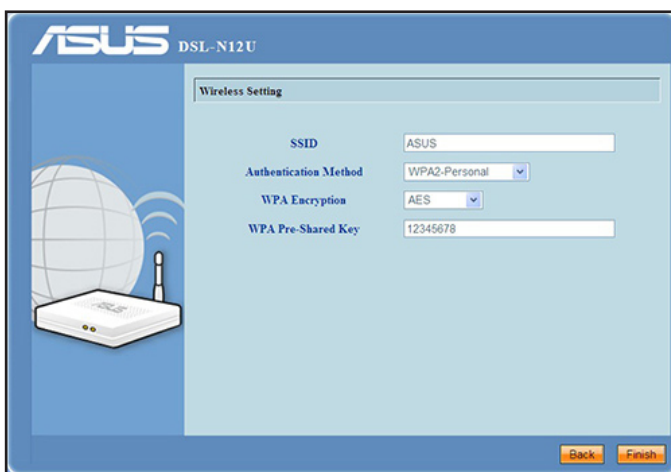 ASUS DSL-N12U
Wireless Setting
SSID ASUS
Authentication Method WPA2-Personal
WPA Encryption AES
WPA Pre-Shared Key 12345678
ASUS
Back Finish